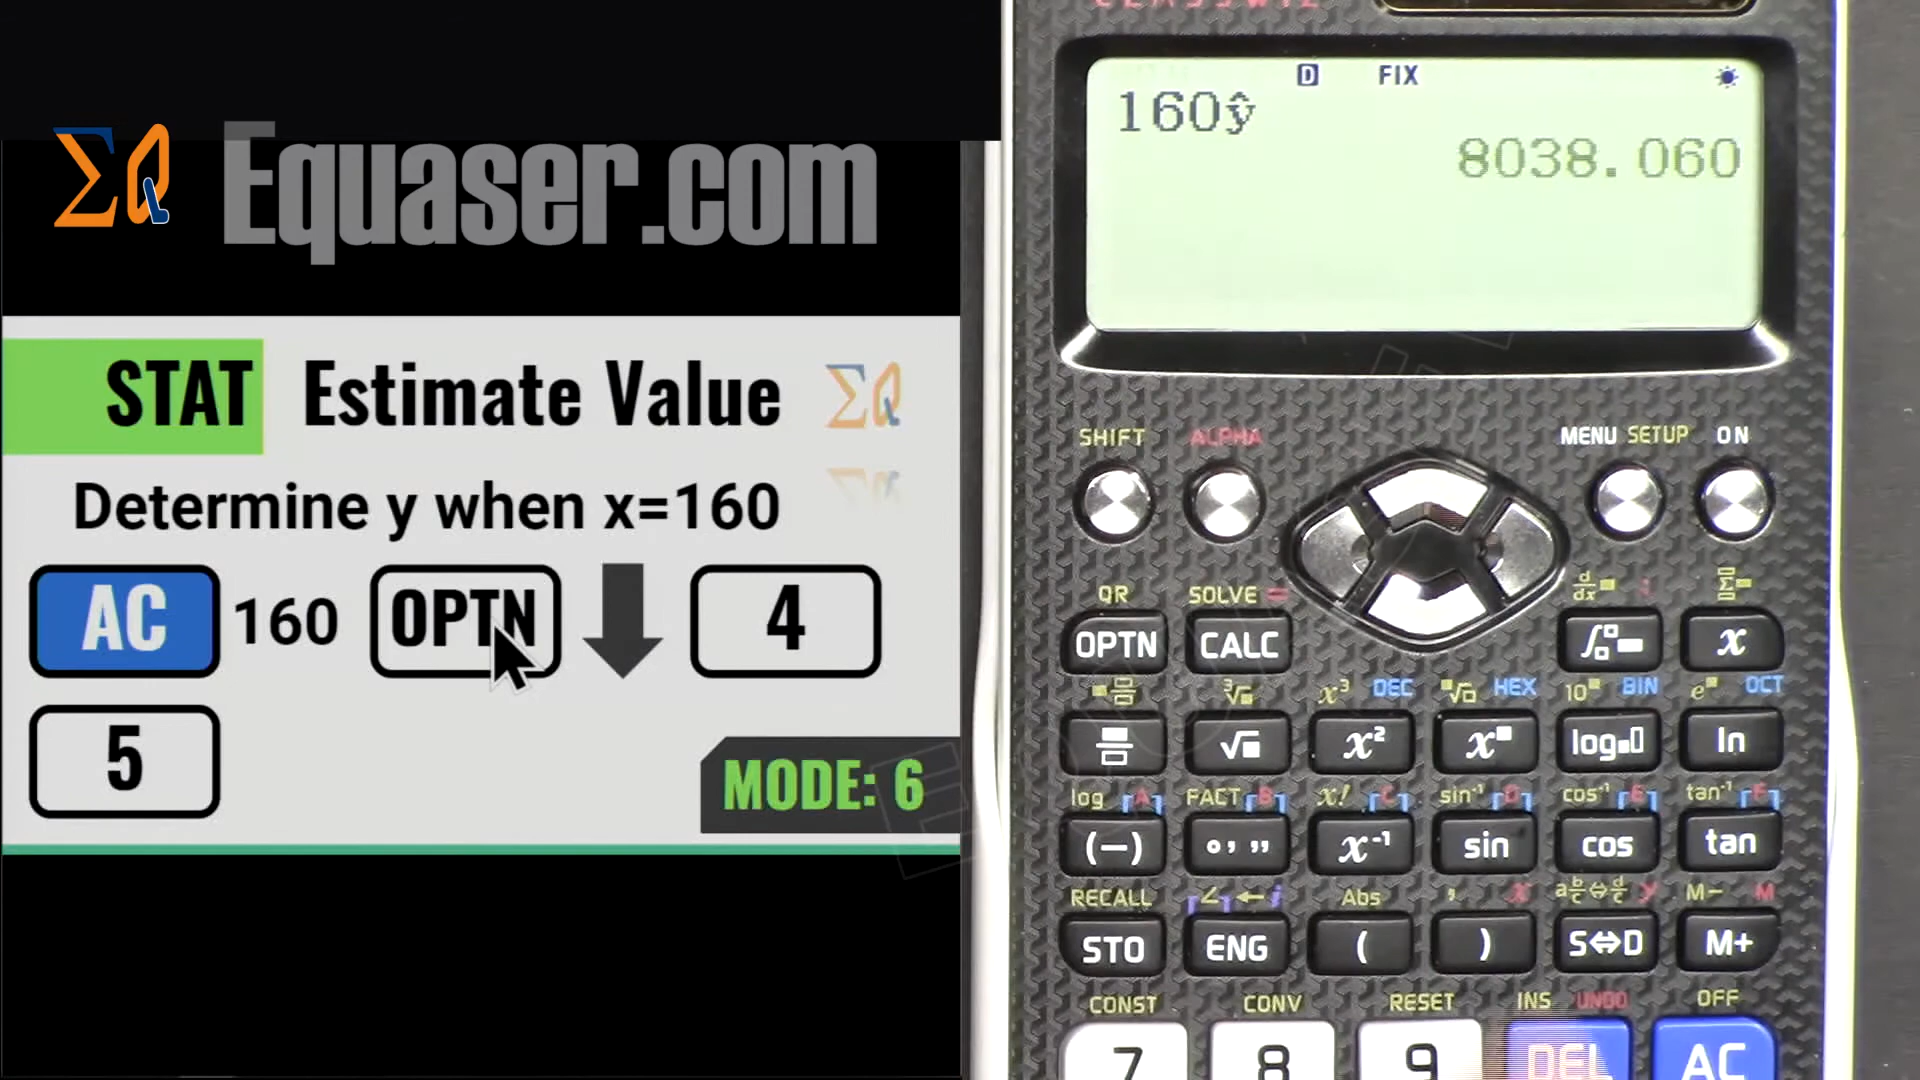 Equaser.com
STAT Estimate Value
Determine y when x=160
AC 160 OPTN 4
5
MODE: 6
D FIX
160ŷ
8038.060
SHIFT ALPHA MENU SETUP ON
QR SOLVE =
OPTN CALC x
x³ DEC HEX 10 BIN e OCT
x² log ln
log A FACT B x! C sin⁻¹ D cos⁻¹ E tan⁻¹ F
(−) ° ’ ” x⁻¹ sin cos tan
RECALL ∠ ← i Abs , x a b/c⇔d/c y M− M
STO ENG ( ) S⇔D M+
CONST CONV RESET INS UNDO OFF
7 8 9 DEL AC